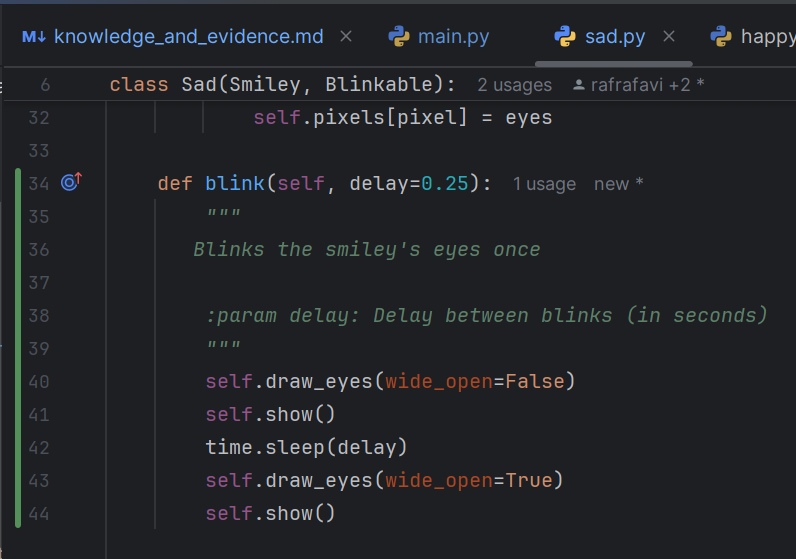 M↓ knowledge_and_evidence.md × main.py sad.py × happy
6 class Sad(Smiley, Blinkable): 2 usages rafrafavi +2 *
32 self.pixels[pixel] = eyes
33
34 def blink(self, delay=0.25): 1 usage new *
35 """
36 Blinks the smiley's eyes once
37
38 :param delay: Delay between blinks (in seconds)
39 """
40 self.draw_eyes(wide_open=False)
41 self.show()
42 time.sleep(delay)
43 self.draw_eyes(wide_open=True)
44 self.show()